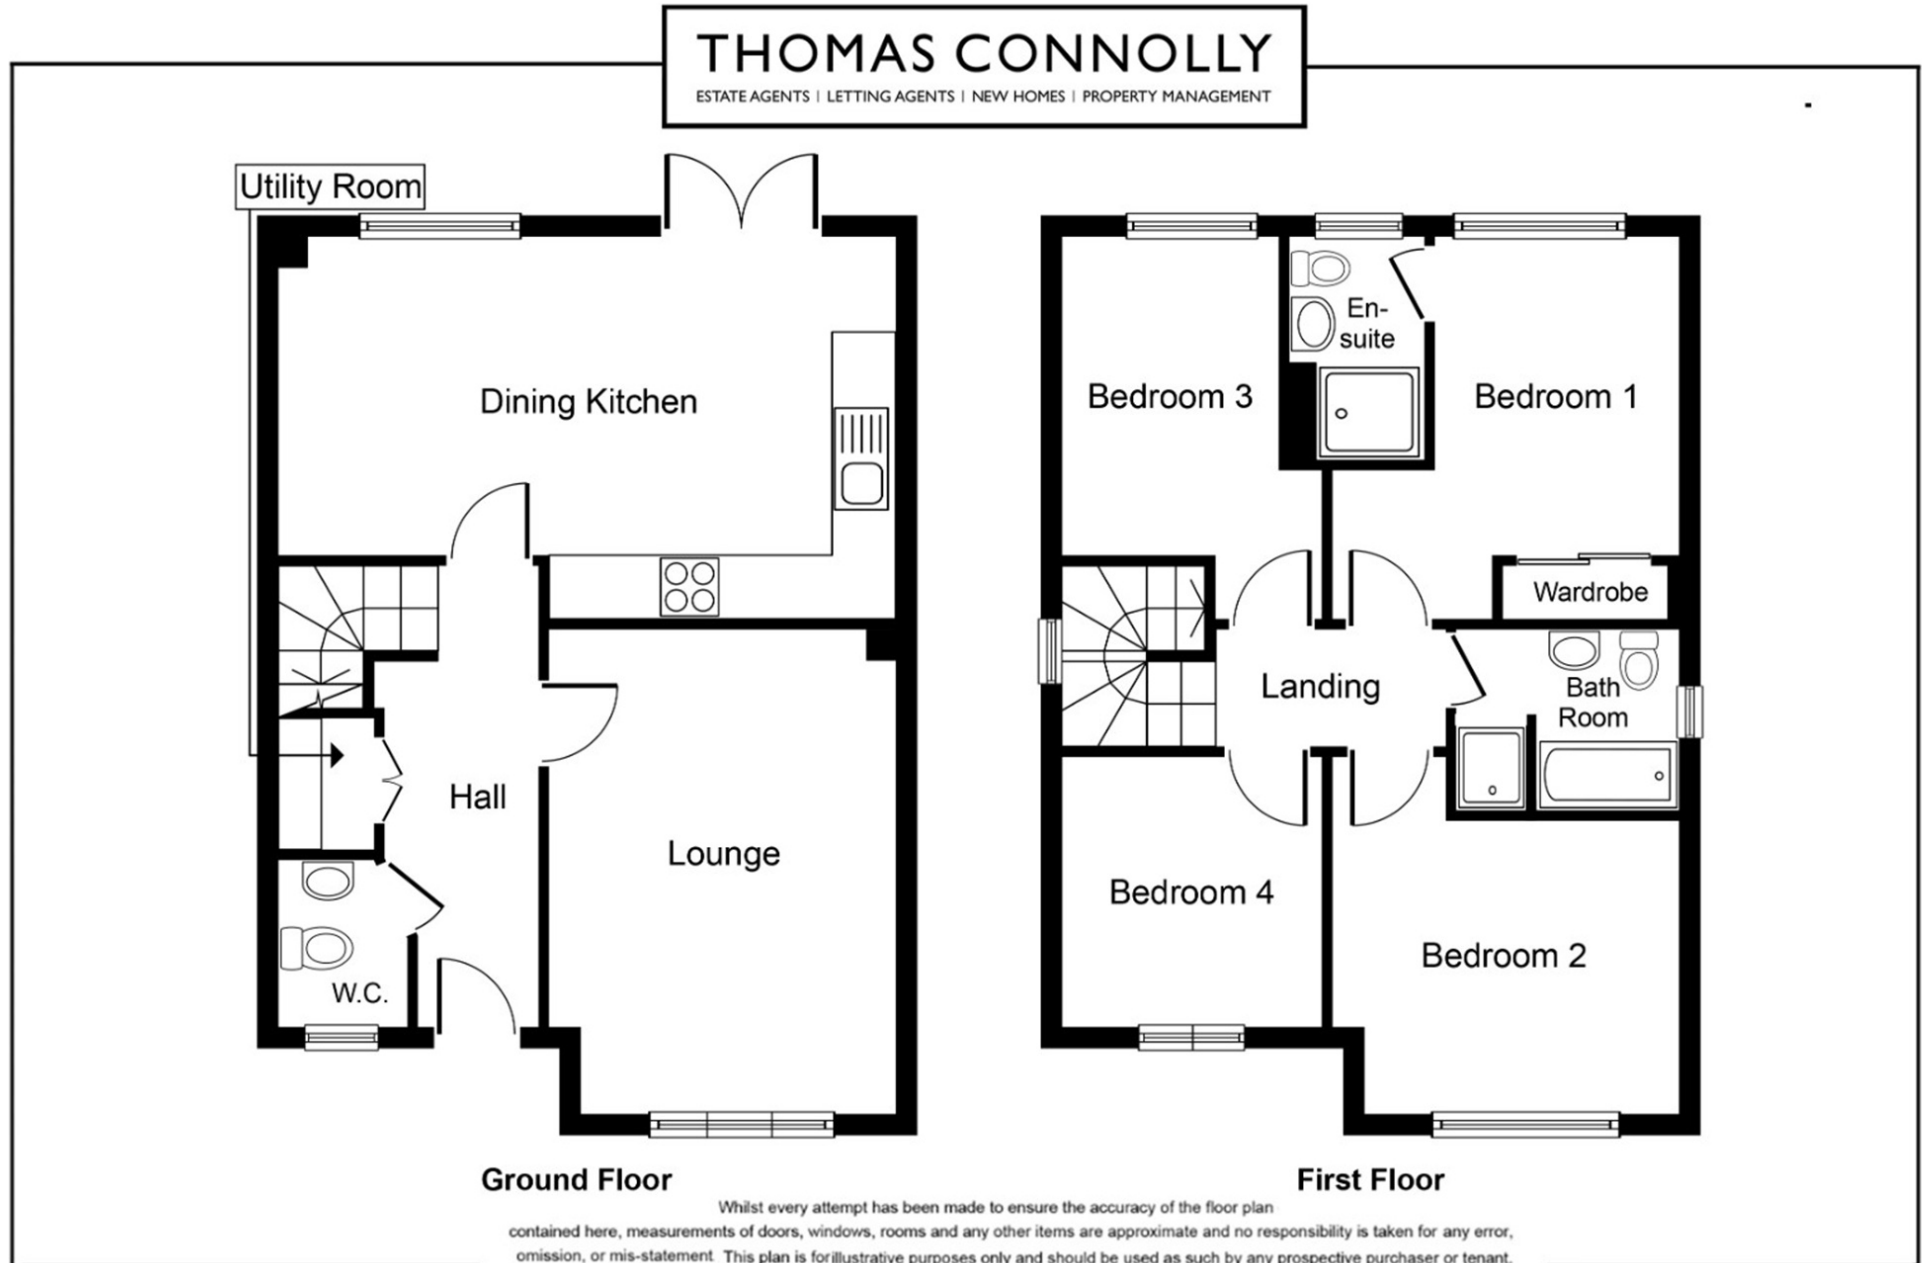 THOMAS CONNOLLY
ESTATE AGENTS | LETTING AGENTS | NEW HOMES | PROPERTY MANAGEMENT
Utility Room
Dining Kitchen
Hall
Lounge
W.C.
Ground Floor
Bedroom 3
En-
suite
Bedroom 1
Wardrobe
Landing
Bath
Room
Bedroom 4
Bedroom 2
First Floor
Whilst every attempt has been made to ensure the accuracy of the floor plan
contained here, measurements of doors, windows, rooms and any other items are approximate and no responsibility is taken for any error,
omission, or mis-statement This plan is forillustrative purposes only and should be used as such by any prospective purchaser or tenant.